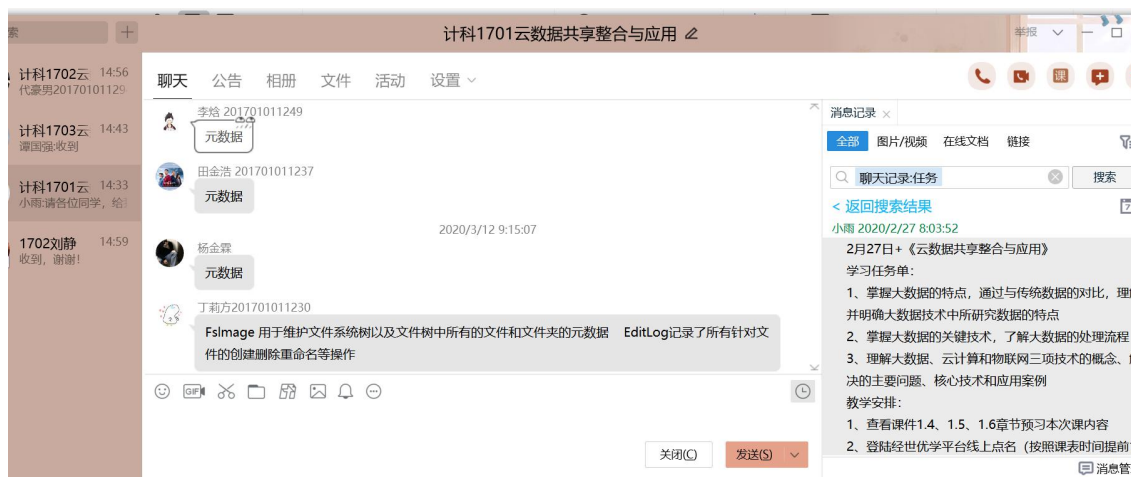 索
计科1701云数据共享整合与应用
举报
计科1702云 14:56
代豪男20170101129
计科1703云 14:43
谭国强:收到
计科1701云 14:33
小雨:请各位同学，给
1702刘静 14:59
收到，谢谢！
聊天 公告 相册 文件 活动 设置
李焓 201701011249
元数据
田金浩 201701011237
元数据
2020/3/12 9:15:07
杨金霖
元数据
丁莉方201701011230
FsImage 用于维护文件系统树以及文件树中所有的文件和文件夹的元数据 EditLog记录了所有针对文
件的创建删除重命名等操作
GIF
关闭(C) 发送(S)
课
消息记录
全部 图片/视频 在线文档 链接
聊天记录:任务 搜索
< 返回搜索结果
小雨 2020/2/27 8:03:52
2月27日+《云数据共享整合与应用》
学习任务单：
1、掌握大数据的特点，通过与传统数据的对比，理
并明确大数据技术中所研究数据的特点
2、掌握大数据的关键技术，了解大数据的处理流程
3、理解大数据、云计算和物联网三项技术的概念、
决的主要问题、核心技术和应用案例
教学安排：
1、查看课件1.4、1.5、1.6章节预习本次课内容
2、登陆经世优学平台线上点名（按照课表时间提前
消息管